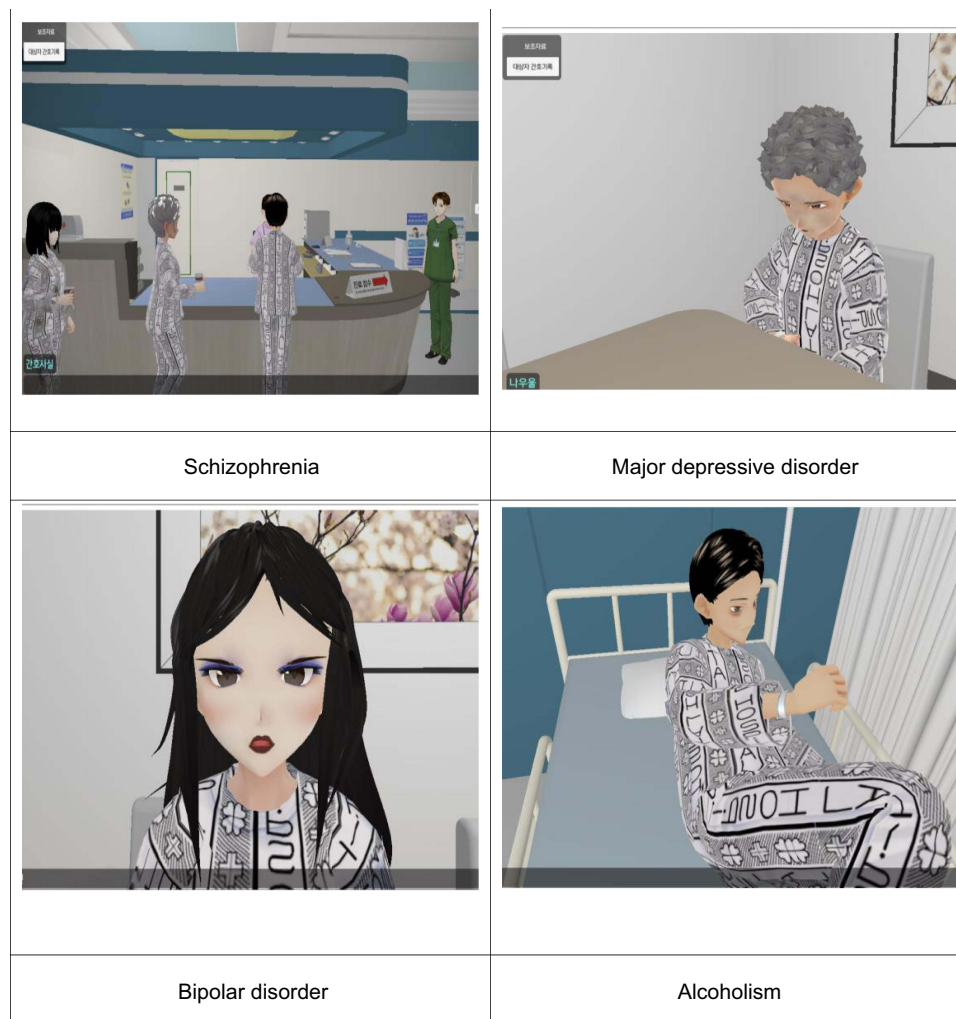 보조자료
대상자 간호기록
진료 접수
간호사실
보조자료
대상자 간호기록
나우울
Schizophrenia
Major depressive disorder
Bipolar disorder
Alcoholism